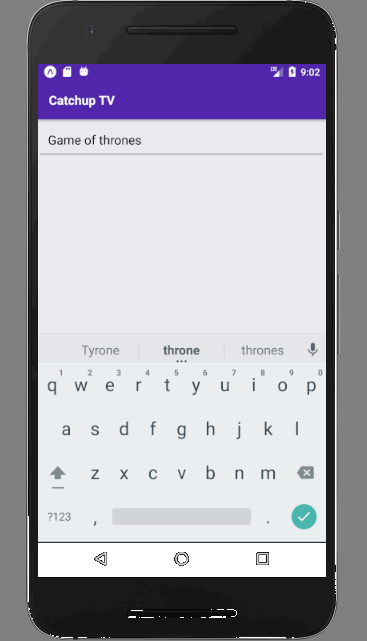 LTE 9:02
Catchup TV
Game of thrones
Tyrone throne thrones
1 2 3 4 5 6 7 8 9 0
q w e r t y u i o p
a s d f g h j k l
z x c v b n m
?123 , .